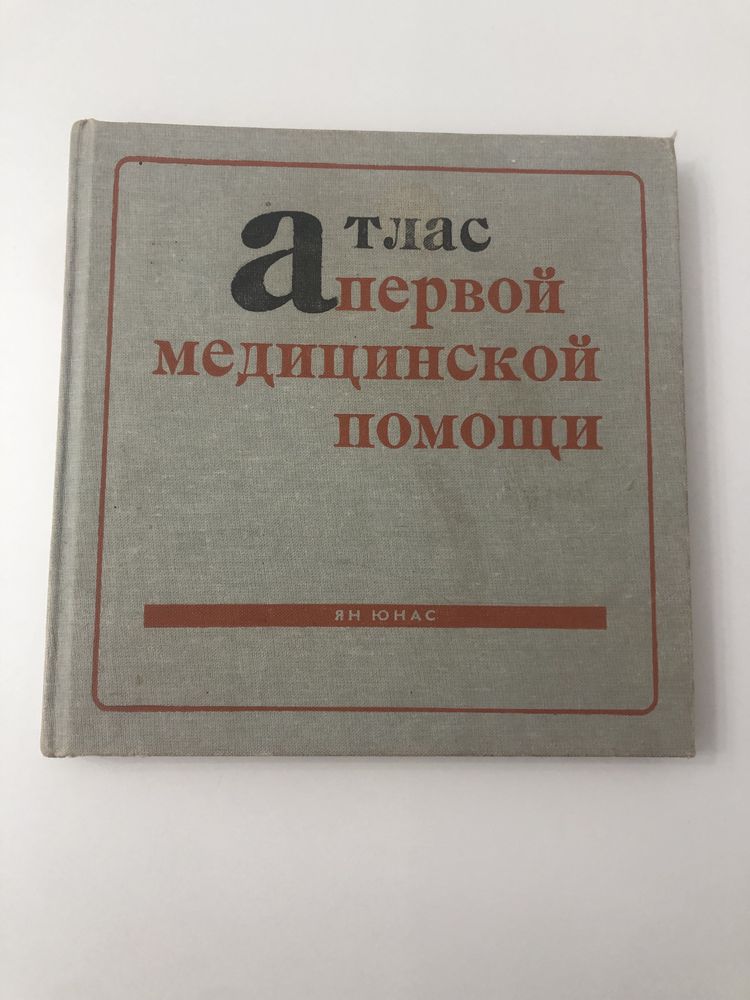 атлас
первой
медицинской
помощи
ЯН ЮНАС